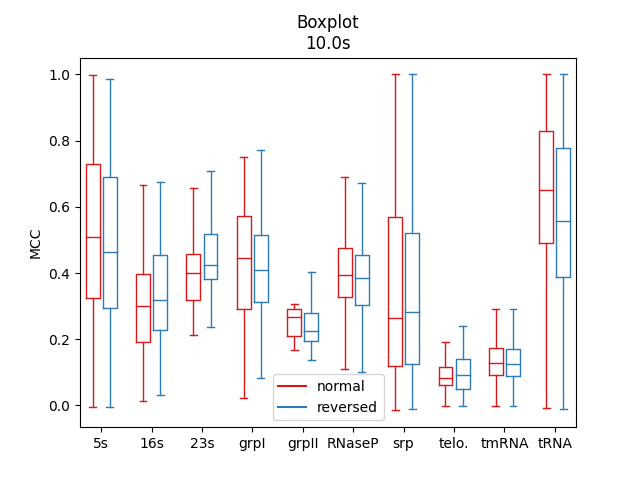 Boxplot
10.0s
MCC
1.0
0.8
0.6
0.4
0.2
0.0
normal
reversed
5s 16s 23s grpI grpII RNaseP srp telo. tmRNA tRNA